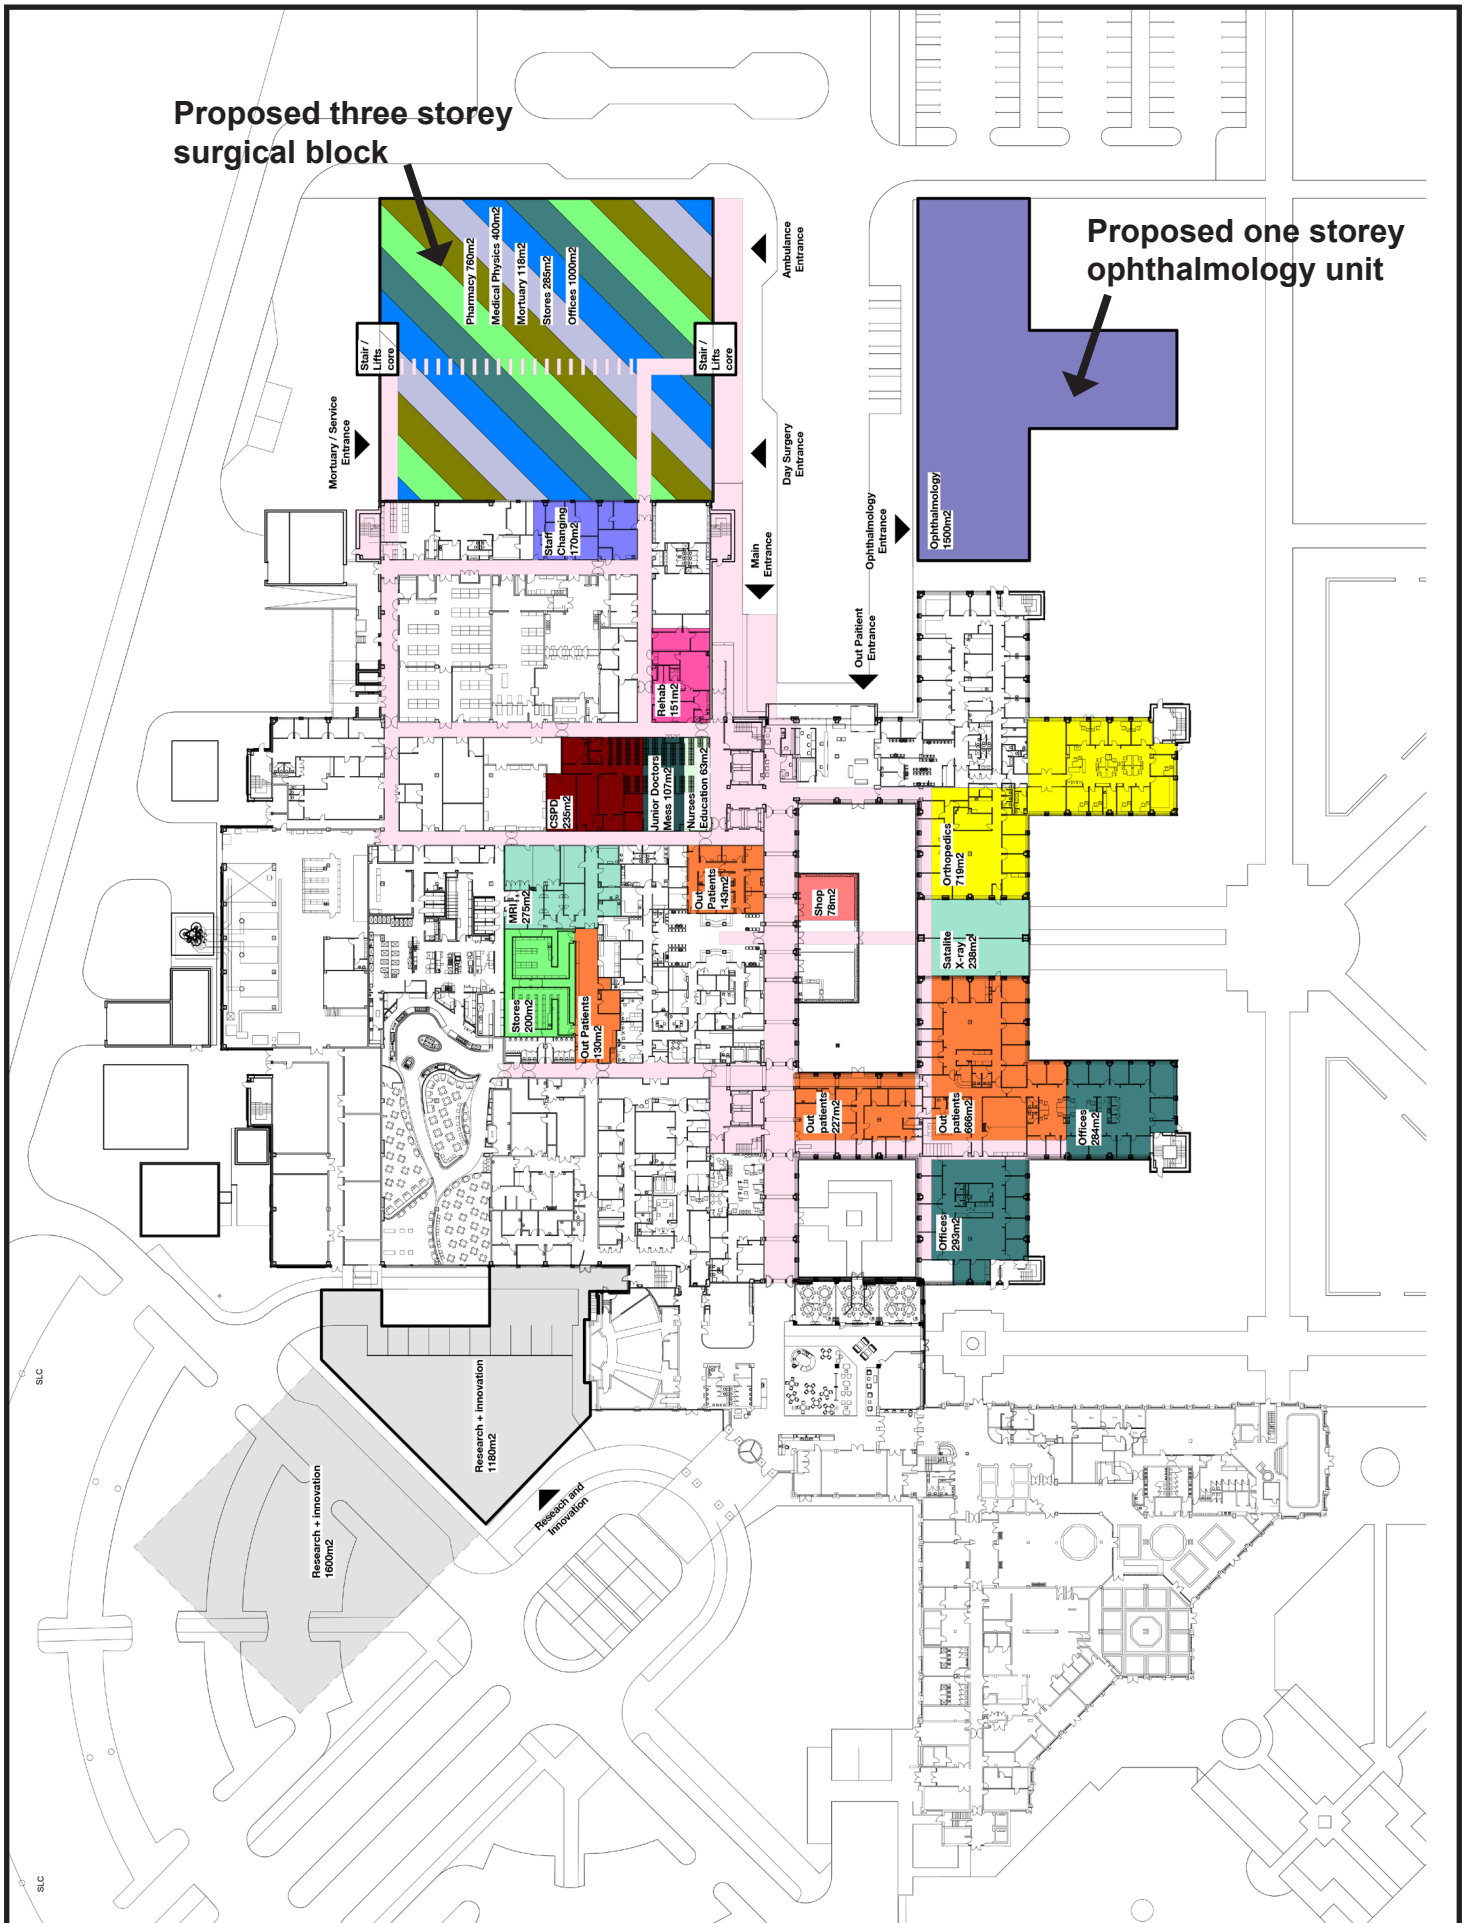 Proposed three storey
surgical block
Proposed one storey
ophthalmology unit
Pharmacy 760m2
Medical Physics 400m2
Mortuary 118m2
Stores 285m2
Offices 1000m2
Ambulance
Entrance
Stair /
Lifts
core
Stair /
Lifts
core
Mortuary / Service
Entrance
Day Surgery
Entrance
Ophthalmology
Entrance
Ophthalmology
1500m2
Staff
Changing
170m2
Main
Entrance
Out Paitient
Entrance
Rehab
151m2
CSPD
235m2
Junior Doctors
Mess 107m2
Nurses
Education 63m2
Orthopedics
719m2
MRI
275m2
Out
Patients
143m2
Shop
78m2
Satalite
X-ray
238m2
Stores
200m2
Out Patients
130m2
Out
patients
227m2
Out
patients
666m2
Offices
284m2
Offices
293m2
Research + innovation
1180m2
Research + innovation
1600m2
Reseach and
Innovation
SLC
SLC